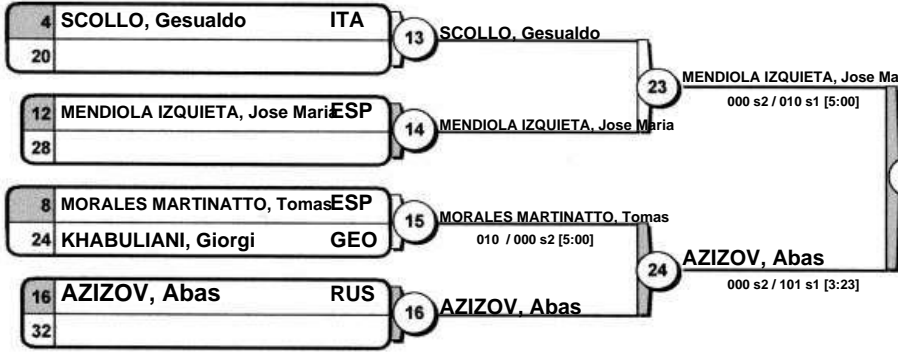 4 SCOLLO, Gesualdo ITA
20
13 SCOLLO, Gesualdo
12 MENDIOLA IZQUIETA, Jose Maria ESP
28
14 MENDIOLA IZQUIETA, Jose Maria
23 MENDIOLA IZQUIETA, Jose Ma
000 s2 / 010 s1 [5:00]
8 MORALES MARTINATTO, Tomas ESP
24 KHABULIANI, Giorgi GEO
15 MORALES MARTINATTO, Tomas
010 / 000 s2 [5:00]
16 AZIZOV, Abas RUS
32
16 AZIZOV, Abas
24 AZIZOV, Abas
000 s2 / 101 s1 [3:23]